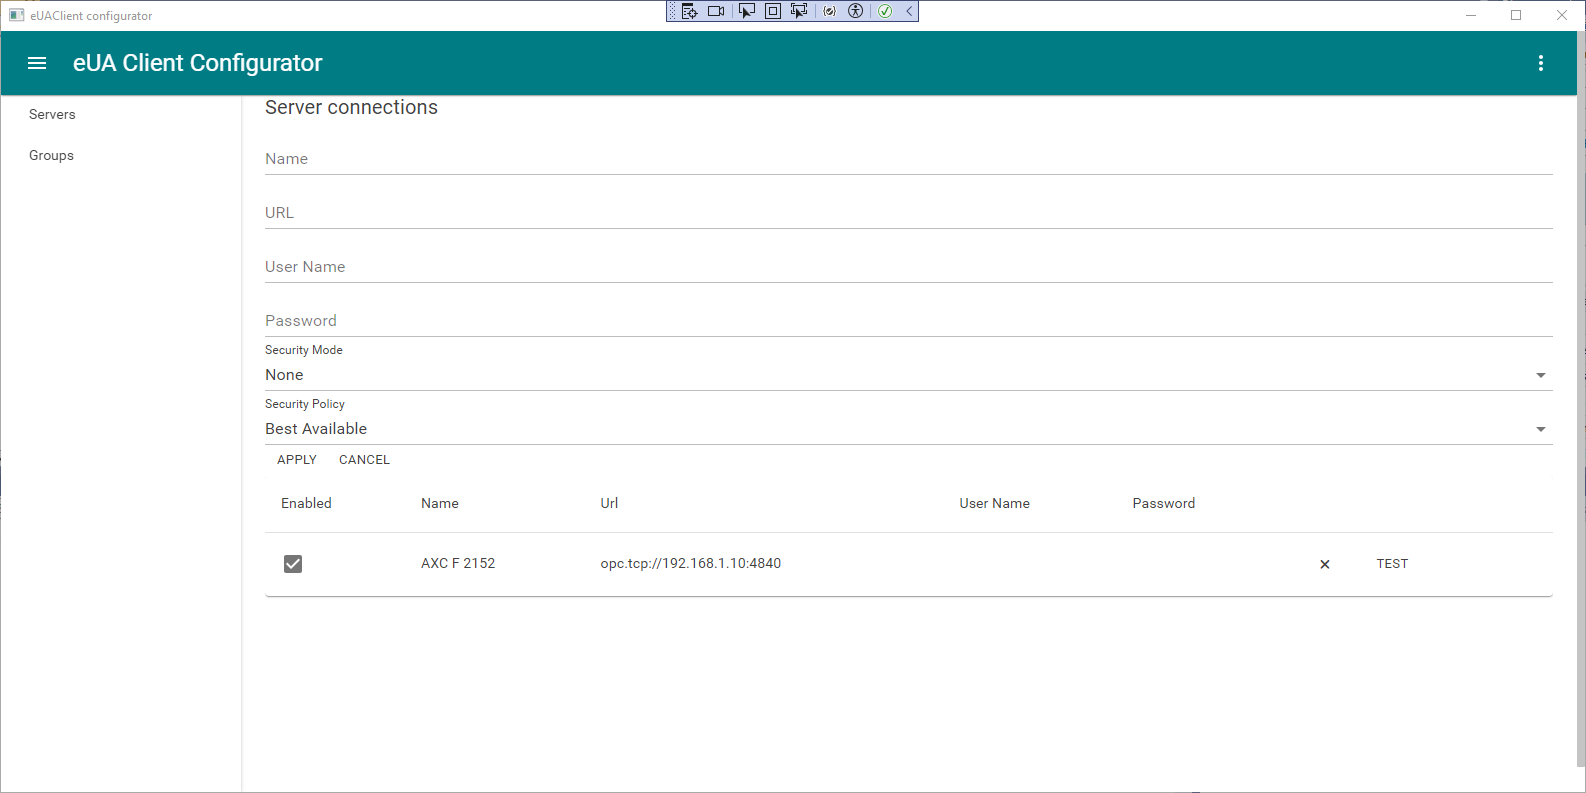 eUAClient configurator
eUA Client Configurator
Servers
Groups
Server connections
Name
URL
User Name
Password
Security Mode
None
Security Policy
Best Available
APPLY CANCEL
Enabled Name Url User Name Password
AXC F 2152 opc.tcp://192.168.1.10:4840 TEST